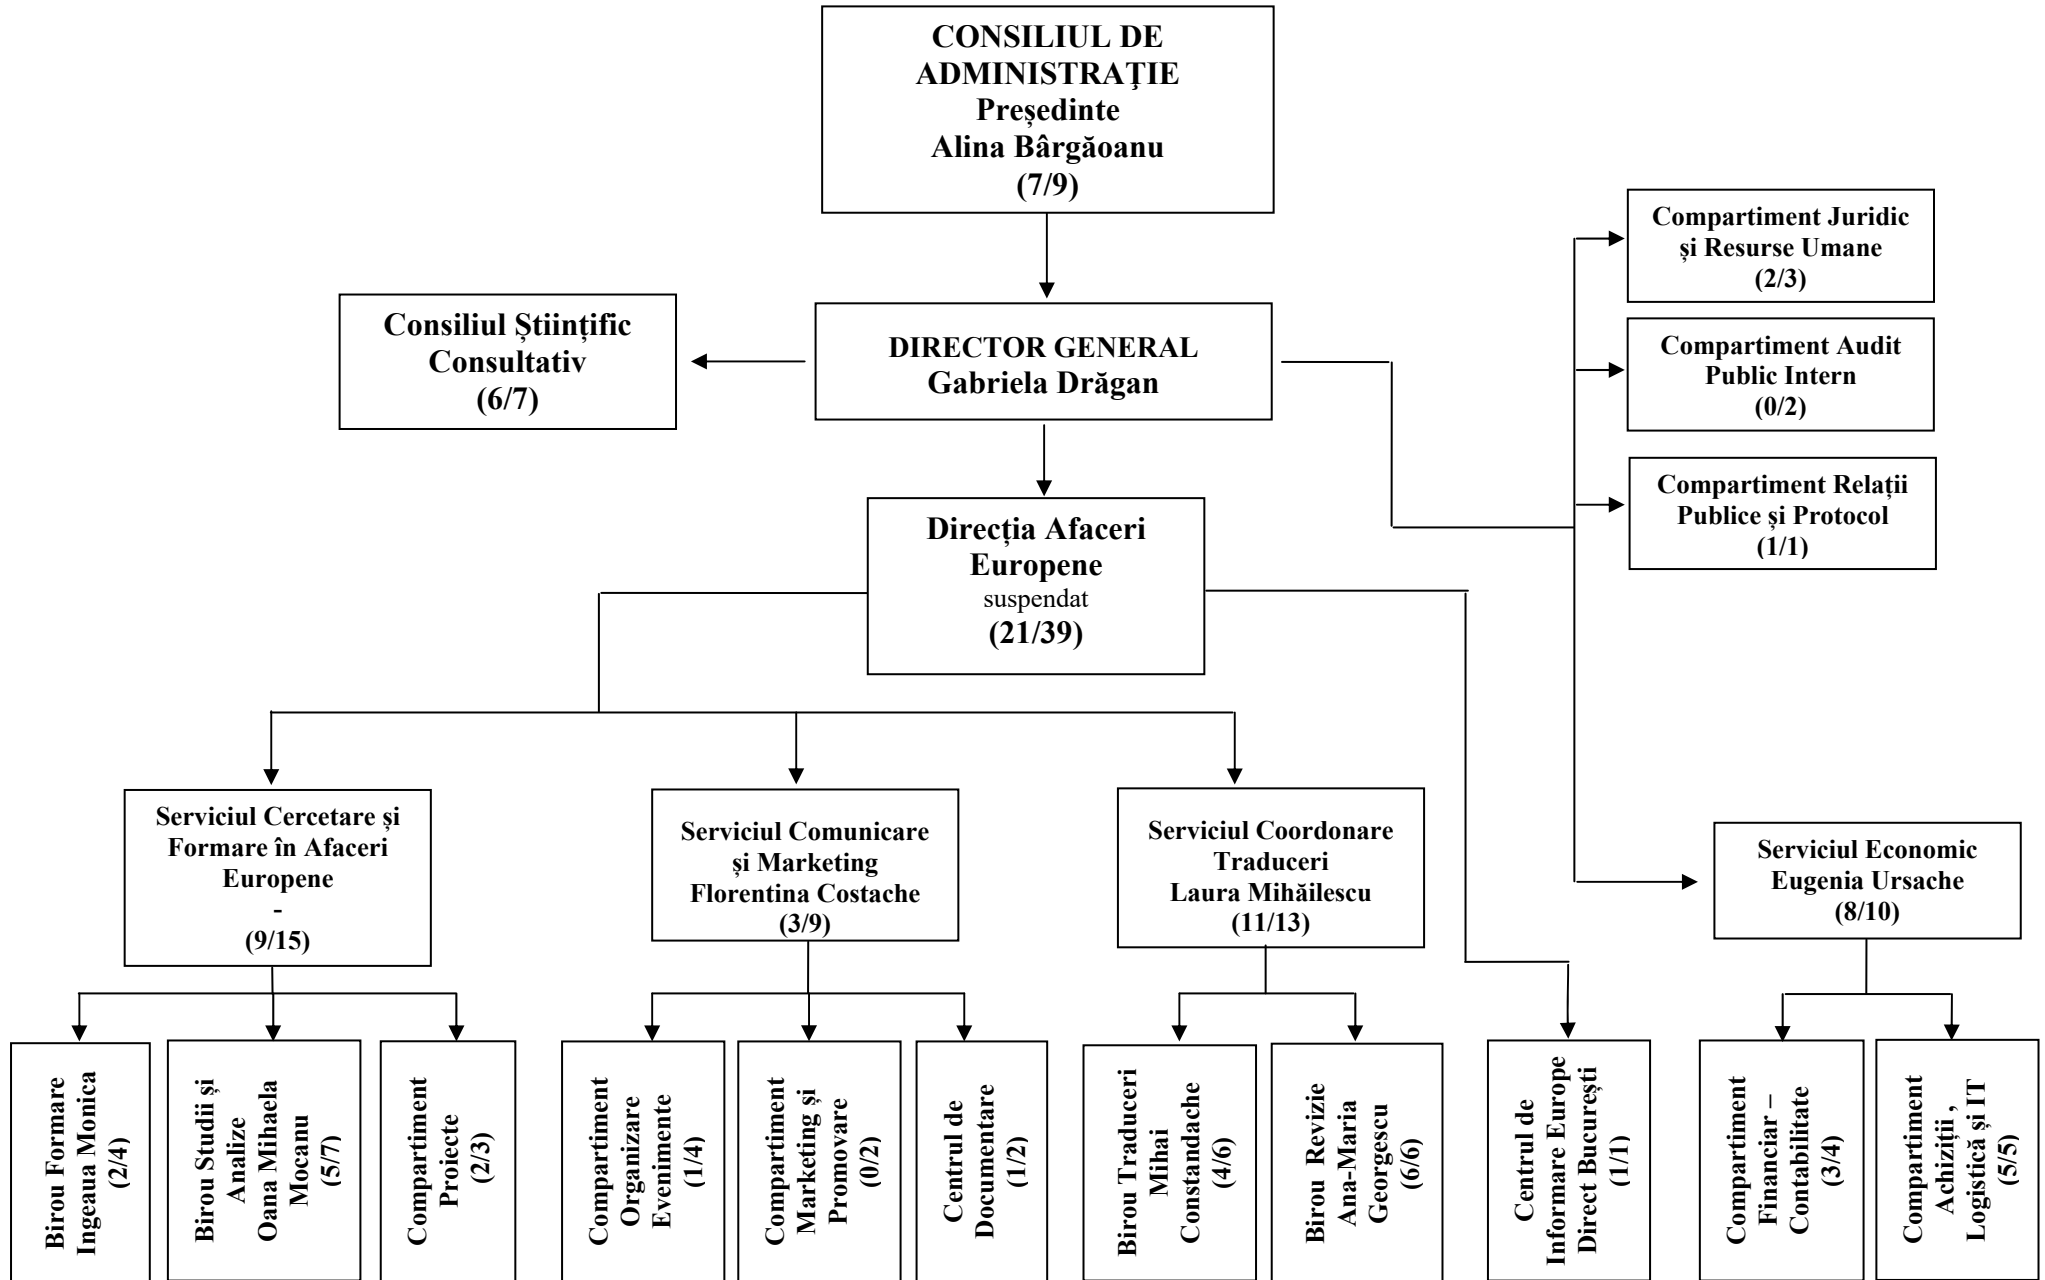 CONSILIUL DE
ADMINISTRAŢIE
Președinte
Alina Bârgăoanu
(7/9)
Compartiment Juridic
și Resurse Umane
(2/3)
Consiliul Științific
Consultativ
(6/7)
DIRECTOR GENERAL
Gabriela Drăgan
Compartiment Audit
Public Intern
(0/2)
Compartiment Relații
Publice și Protocol
(1/1)
Direcția Afaceri
Europene
suspendat
(21/39)
Serviciul Cercetare și
Formare în Afaceri
Europene
-
(9/15)
Serviciul Comunicare
și Marketing
Florentina Costache
(3/9)
Serviciul Coordonare
Traduceri
Laura Mihăilescu
(11/13)
Serviciul Economic
Eugenia Ursache
(8/10)
Birou Formare
Ingeaua Monica
(2/4)
Birou Studii și
Analize
Oana Mihaela
Mocanu
(5/7)
Compartiment
Proiecte
(2/3)
Compartiment
Organizare
Evenimente
(1/4)
Compartiment
Marketing și
Promovare
(0/2)
Centrul de
Documentare
(1/2)
Birou Traduceri
Mihai
Constandache
(4/6)
Birou Revizie
Ana-Maria
Georgescu
(6/6)
Centrul de
Informare Europe
Direct București
(1/1)
Compartiment
Financiar –
Contabilitate
(3/4)
Compartiment
Achiziții ,
Logistică și IT
(5/5)